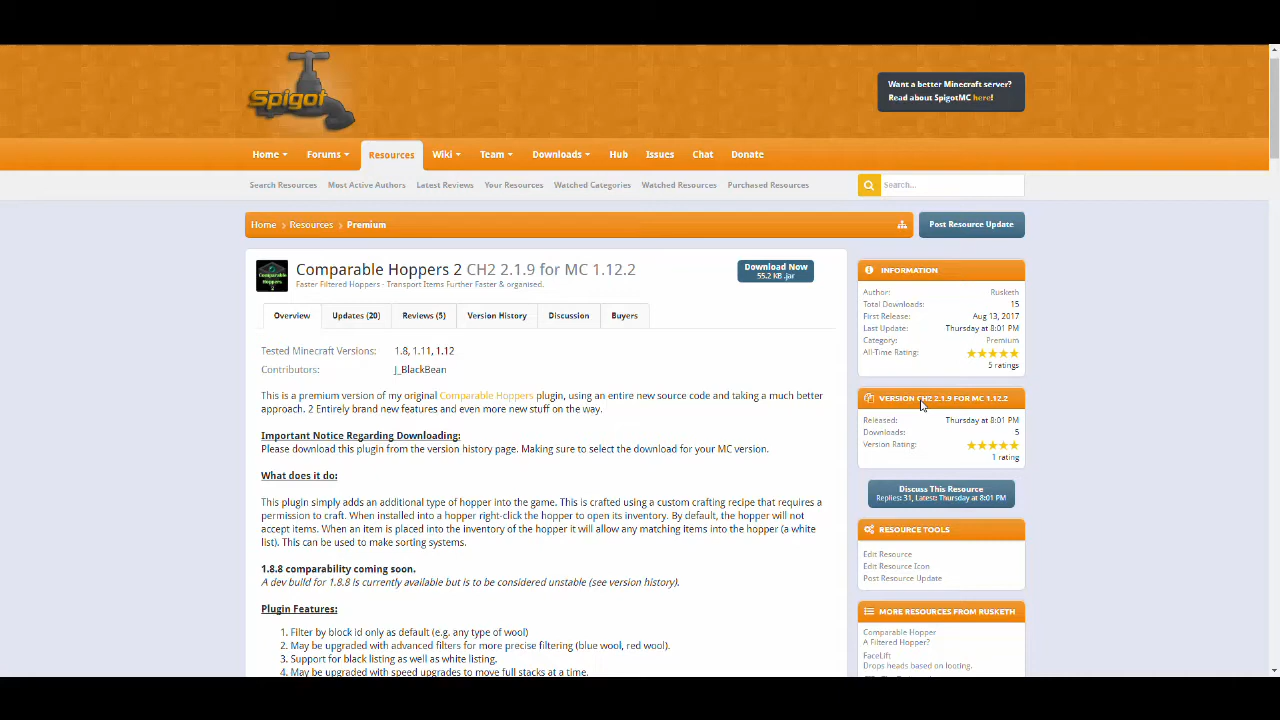 Spigot
Want a better Minecraft server?
Read about SpigotMC here!
Home Forums Resources Wiki Team Downloads Hub Issues Chat Donate
Search Resources Most Active Authors Latest Reviews Your Resources Watched Categories Watched Resources Purchased Resources
Search...
Home Resources Premium
Post Resource Update
Comparable Hoppers 2
Comparable Hoppers 2 CH2 2.1.9 for MC 1.12.2
Faster Filtered Hoppers - Transport Items Further Faster & organised.
Download Now
55.2 KB .jar
Overview Updates (20) Reviews (5) Version History Discussion Buyers
Tested Minecraft Versions: 1.8, 1.11, 1.12
Contributors: J_BlackBean
This is a premium version of my original Comparable Hoppers plugin, using an entire new source code and taking a much better
approach. 2 Entirely brand new features and even more new stuff on the way.
Important Notice Regarding Downloading:
Please download this plugin from the version history page. Making sure to select the download for your MC version.
What does it do:
This plugin simply adds an additional type of hopper into the game. This is crafted using a custom crafting recipe that requires a
permission to craft. When installed into a hopper right-click the hopper to open its inventory. By default, the hopper will not
accept items. When an item is placed into the inventory of the hopper it will allow any matching items into the hopper (a white
list). This can be used to make sorting systems.
1.8.8 comparability coming soon.
A dev build for 1.8.8 is currently available but is to be considered unstable (see version history).
Plugin Features:
1. Filter by block id only as default (e.g. any type of wool)
2. May be upgraded with advanced filters for more precise filtering (blue wool, red wool).
3. Support for black listing as well as white listing.
4. May be upgraded with speed upgrades to move full stacks at a time.
INFORMATION
Author: Rusketh
Total Downloads: 15
First Release: Aug 13, 2017
Last Update: Thursday at 8:01 PM
Category: Premium
All-Time Rating:
5 ratings
VERSION CH2 2.1.9 FOR MC 1.12.2
Released: Thursday at 8:01 PM
Downloads: 5
Version Rating:
1 rating
Discuss This Resource
Replies: 31, Latest: Thursday at 8:01 PM
RESOURCE TOOLS
Edit Resource
Edit Resource Icon
Post Resource Update
MORE RESOURCES FROM RUSKETH
Comparable Hopper
A Filtered Hopper?
FaceLift
Drops heads based on looting.